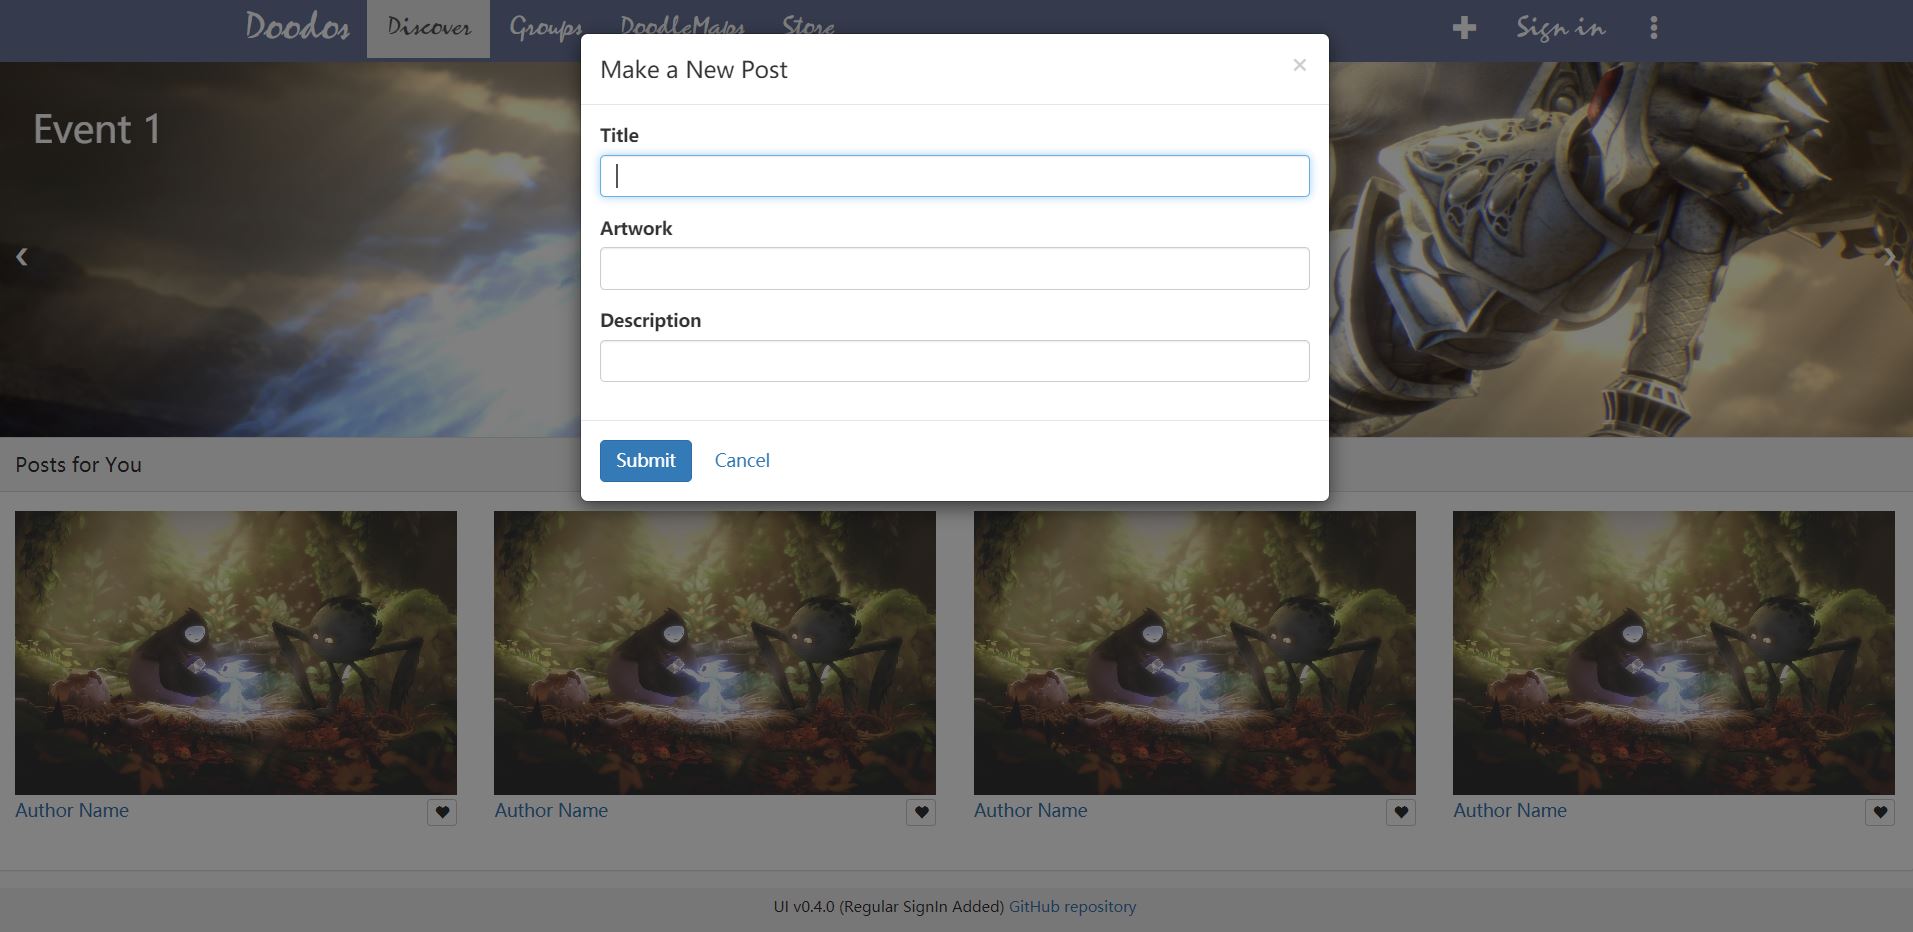 Doodos Discover Groups DoodleMaps Store Sign in
Make a New Post ×
Event 1
Title
Artwork
Description
Submit Cancel
Posts for You
Author Name Author Name Author Name Author Name
UI v0.4.0 (Regular SignIn Added) GitHub repository